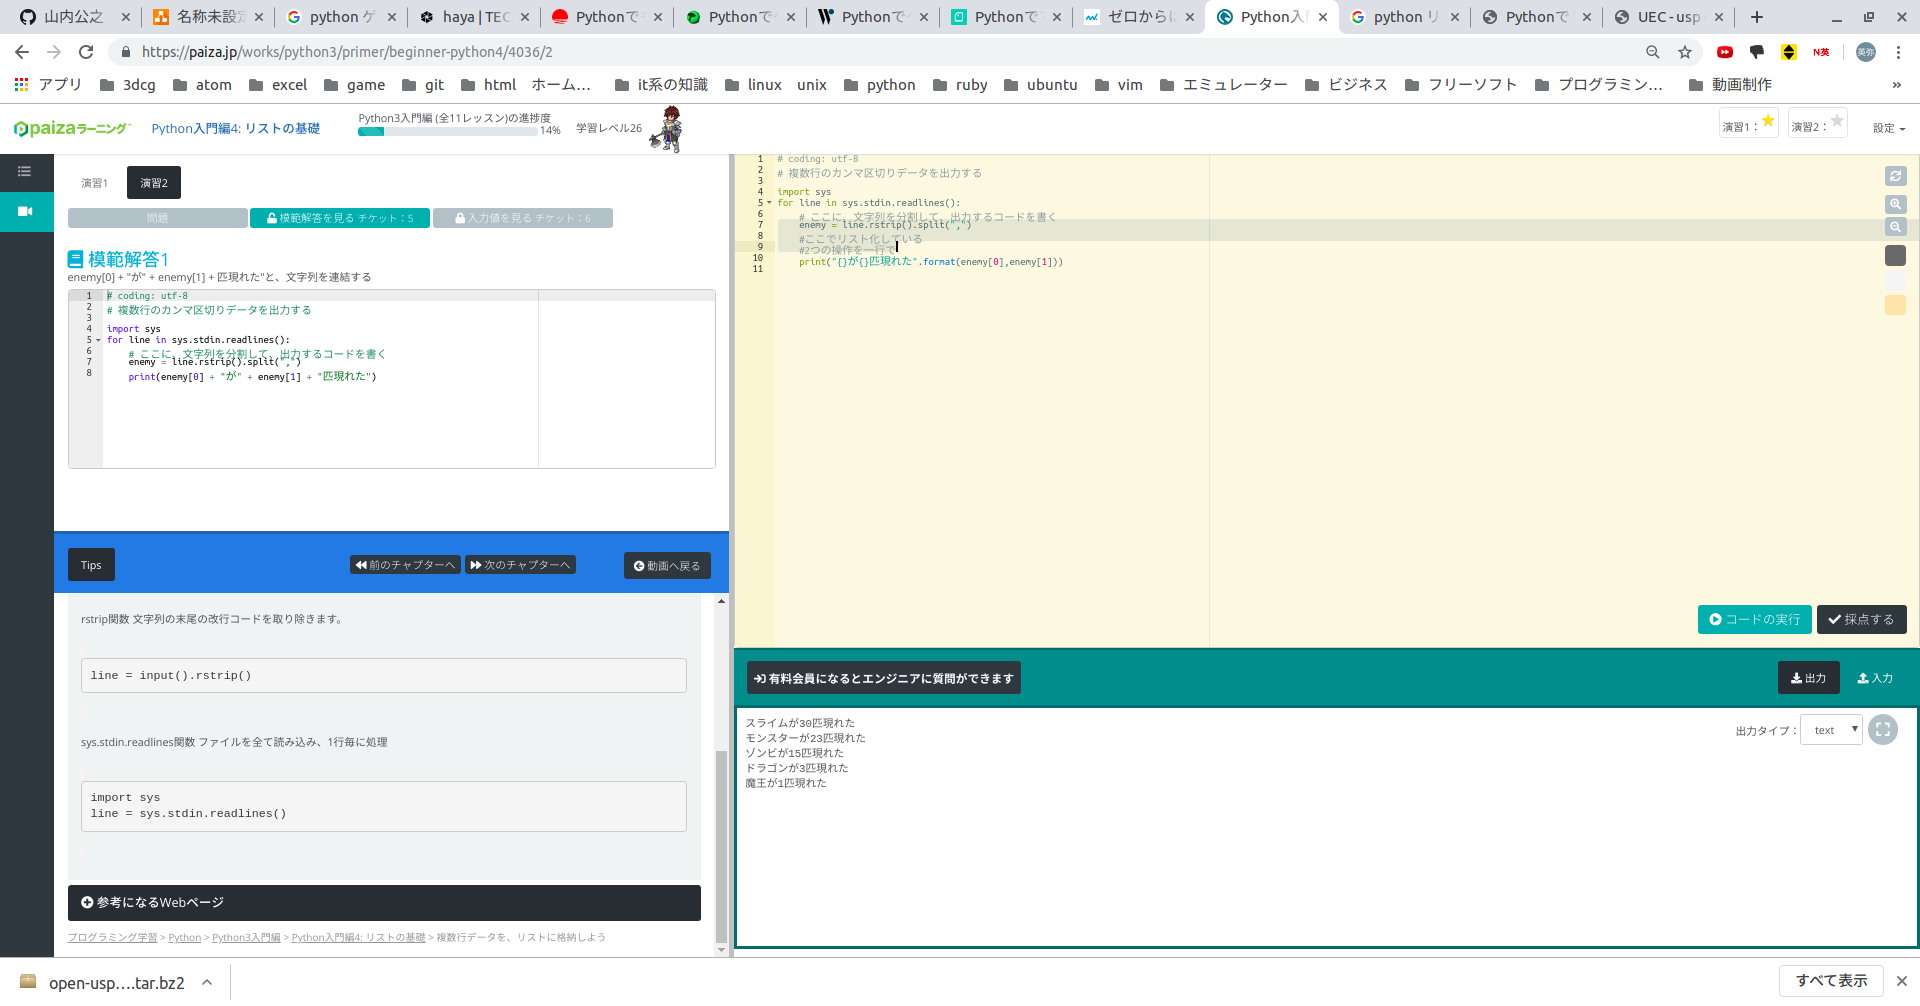 山内公之
名称未設定
python ゲ
haya | TEC
Pythonで
Pythonで
Pythonで
Pythonで
ゼロからに
Python入
python リ
Pythonで
UEC-usp
https://paiza.jp/works/python3/primer/beginner-python4/4036/2
N英
英弥
アプリ
3dcg
atom
excel
game
git
html
ホーム…
it系の知識
linux
unix
python
ruby
ubuntu
vim
エミュレーター
ビジネス
フリーソフト
プログラミン…
動画制作
»
paizaラーニング
Python入門編4: リストの基礎
Python3入門編 (全11レッスン)の進捗度
14%
学習レベル26
演習1：
演習2：
設定
演習1
演習2
問題
模範解答を見る チケット：5
入力値を見る チケット：6
模範解答1
enemy[0] + "が" + enemy[1] + 匹現れた"と、文字列を連結する
1 # coding: utf-8
2 # 複数行のカンマ区切りデータを出力する
3
4 import sys
5 for line in sys.stdin.readlines():
6 # ここに、文字列を分割して、出力するコードを書く
7 enemy = line.rstrip().split(",")
8 print(enemy[0] + "が" + enemy[1] + "匹現れた")
Tips
前のチャプターへ
次のチャプターへ
動画へ戻る
rstrip関数 文字列の末尾の改行コードを取り除きます。
line = input().rstrip()
sys.stdin.readlines関数 ファイルを全て読み込み、1行毎に処理
import sys
line = sys.stdin.readlines()
参考になるWebページ
プログラミング学習 > Python > Python3入門編 > Python入門編4: リストの基礎 > 複数行データを、リストに格納しよう
1 # coding: utf-8
2 # 複数行のカンマ区切りデータを出力する
3
4 import sys
5 for line in sys.stdin.readlines():
6 # ここに、文字列を分割して、出力するコードを書く
7 enemy = line.rstrip().split(",")
8 #ここでリスト化している
9 #2つの操作を一行で
10 print("{}が{}匹現れた".format(enemy[0],enemy[1]))
11
コードの実行
採点する
有料会員になるとエンジニアに質問ができます
出力
入力
スライムが30匹現れた
モンスターが23匹現れた
ゾンビが15匹現れた
ドラゴンが3匹現れた
魔王が1匹現れた
出力タイプ：
text
open-usp....tar.bz2
すべて表示